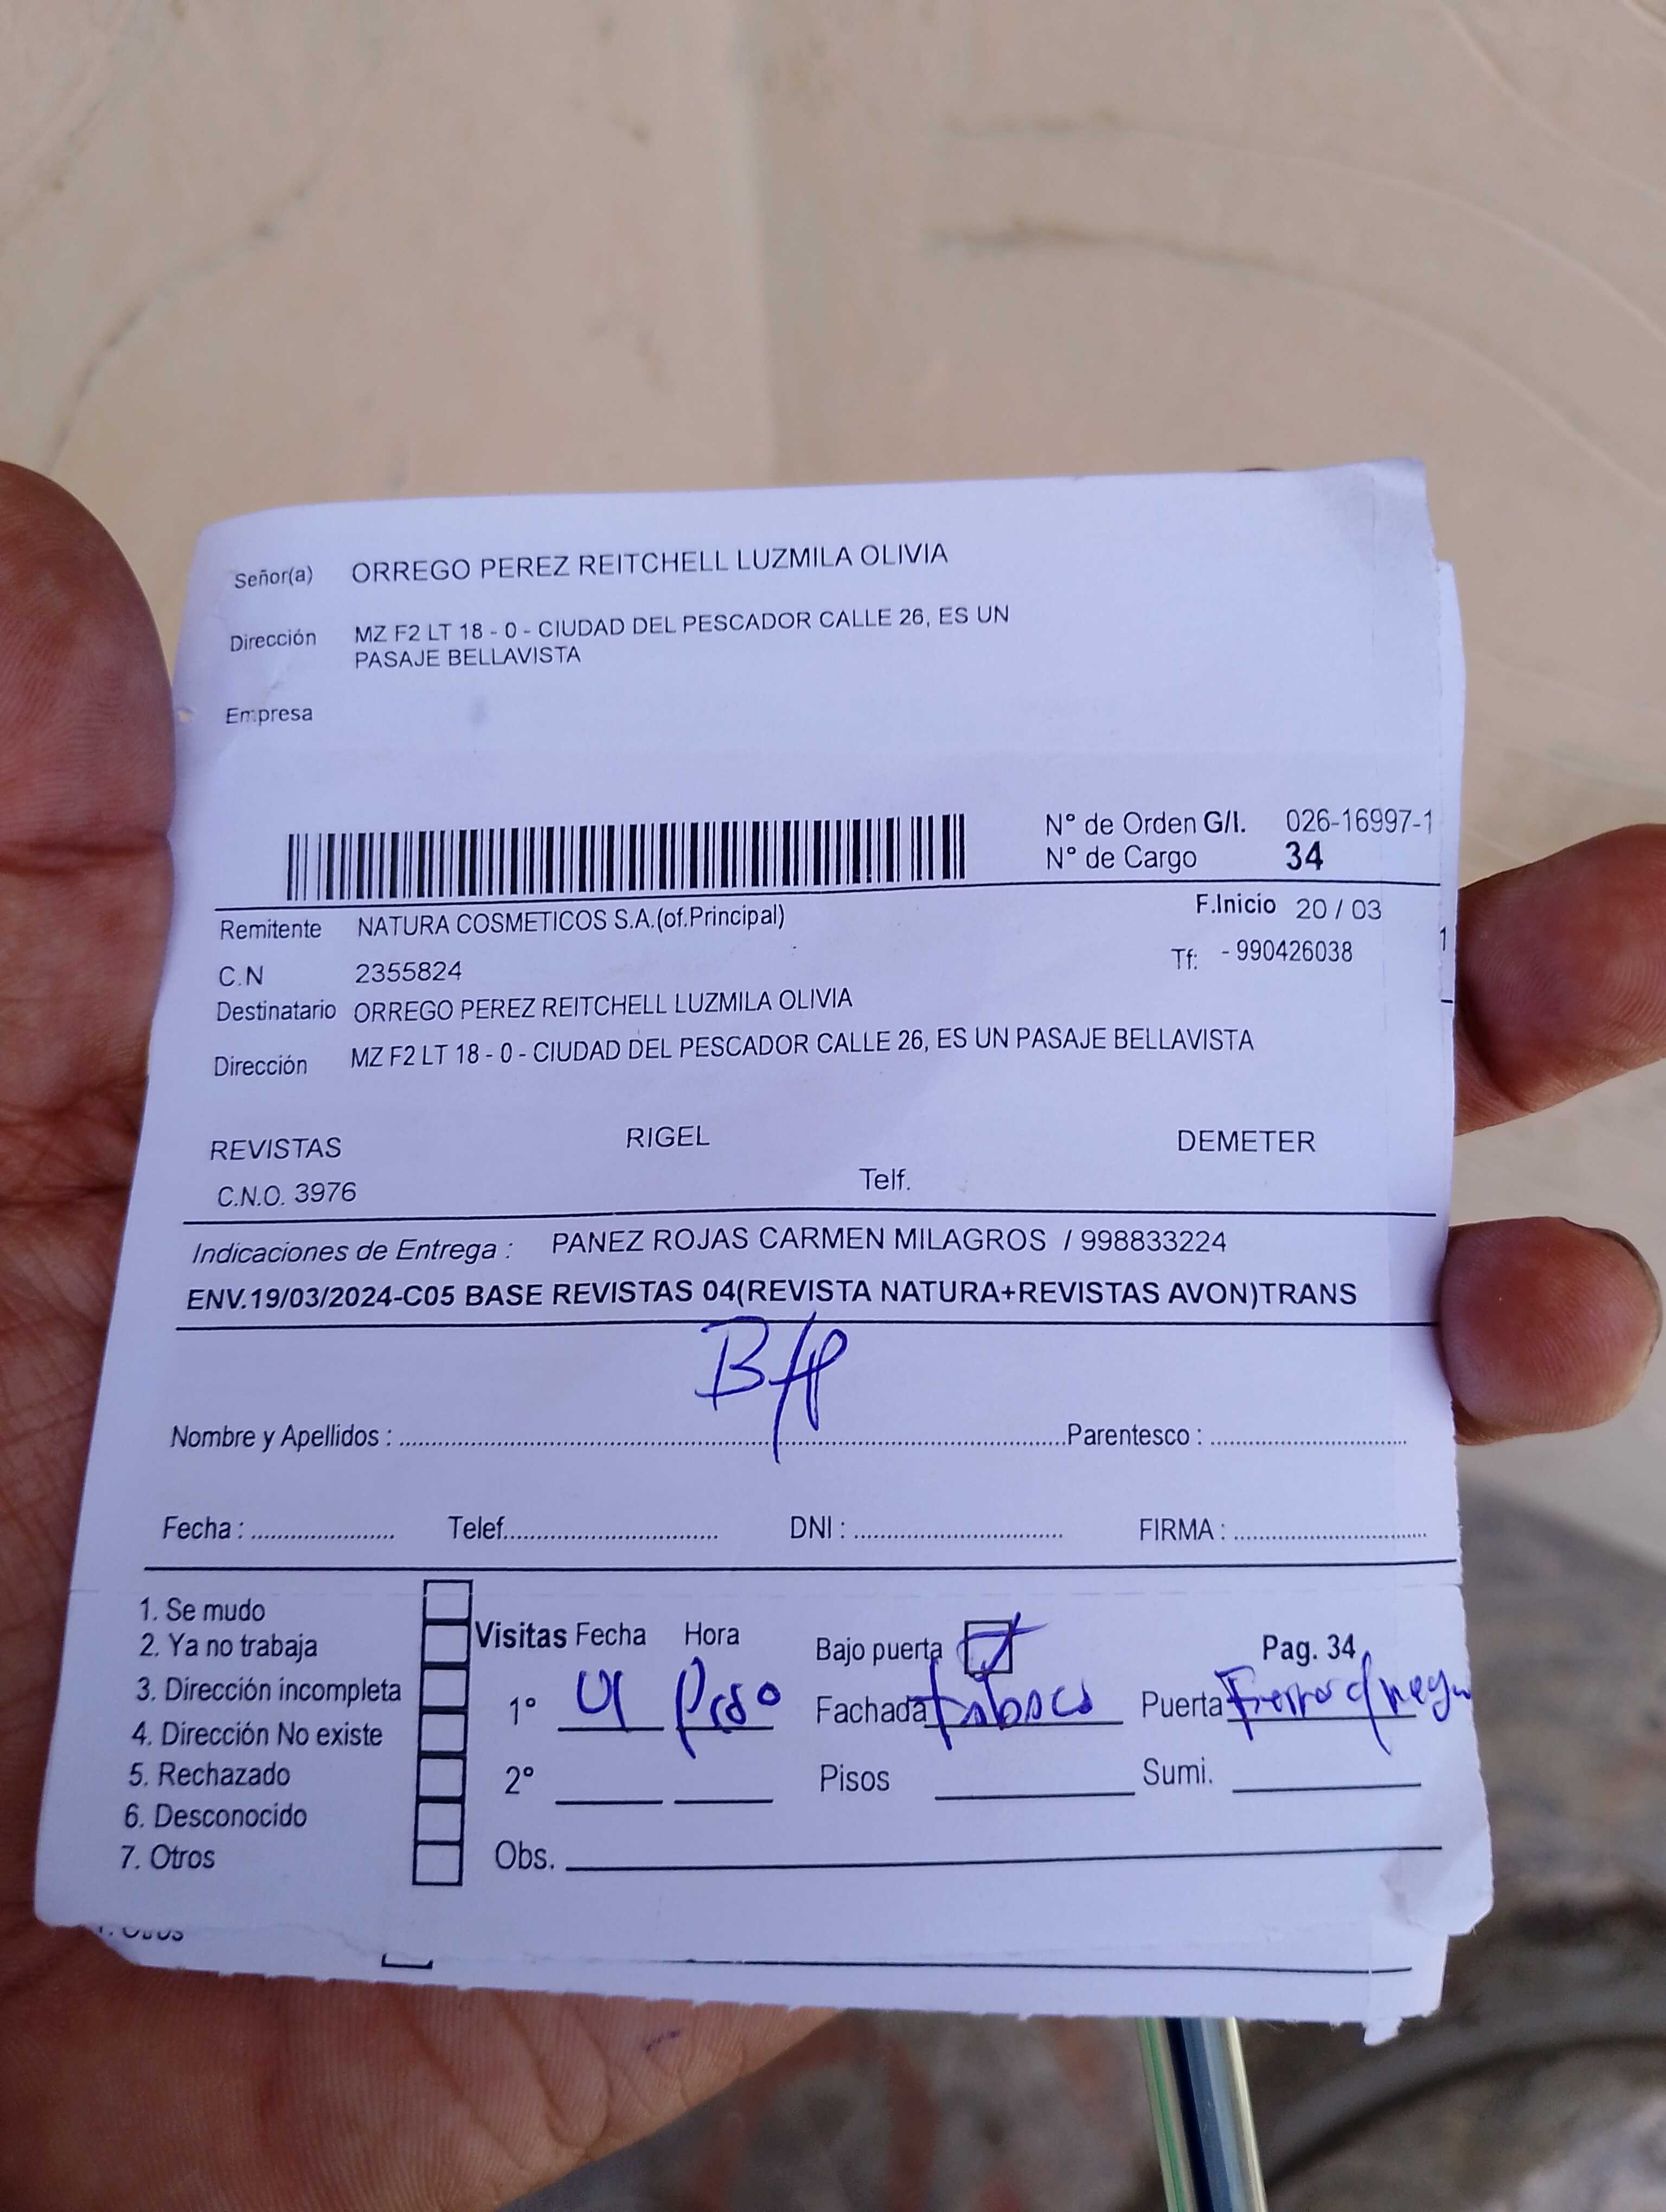 Señor(a) ORREGO PEREZ REITCHELL LUZMILA OLIVIA
Dirección MZ F2 LT 18 - 0 - CIUDAD DEL PESCADOR CALLE 26, ES UN
PASAJE BELLAVISTA
Empresa
N° de Orden G/I. 026-16997-1
N° de Cargo 34
Remitente NATURA COSMETICOS S.A.(of.Principal) F.Inicio 20 / 03
C.N 2355824 Tf: - 990426038
Destinatario ORREGO PEREZ REITCHELL LUZMILA OLIVIA
Dirección MZ F2 LT 18 - 0 - CIUDAD DEL PESCADOR CALLE 26, ES UN PASAJE BELLAVISTA
REVISTAS RIGEL DEMETER
C.N.O. 3976 Telf.
Indicaciones de Entrega : PANEZ ROJAS CARMEN MILAGROS / 998833224
ENV.19/03/2024-C05 BASE REVISTAS 04(REVISTA NATURA+REVISTAS AVON)TRANS
B/P
Nombre y Apellidos : Parentesco :
Fecha : Telef. DNI : FIRMA :
1. Se mudo
2. Ya no trabaja
3. Dirección incompleta
4. Dirección No existe
5. Rechazado
6. Desconocido
7. Otros
Visitas Fecha Hora Bajo puerta Pag. 34
1° Piso Fachada Puerta Fierro
2° Pisos Sumi.
Obs.